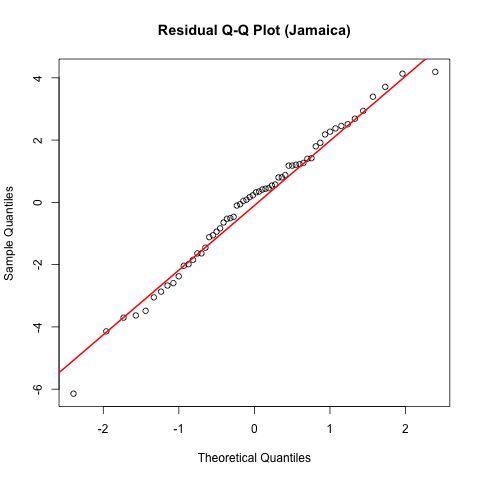 Residual Q-Q Plot (Jamaica)
Sample Quantiles
4
2
0
-2
-4
-6
-2 -1 0 1 2
Theoretical Quantiles